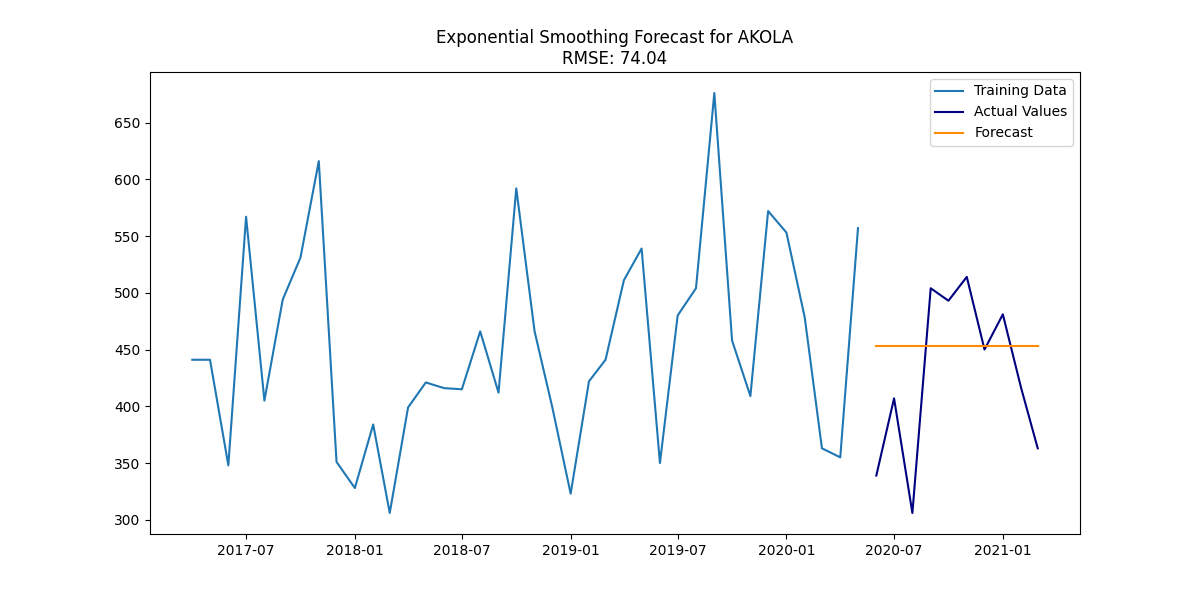 Exponential Smoothing Forecast for AKOLA
RMSE: 74.04
Training Data
Actual Values
Forecast
650
600
550
500
450
400
350
300
2017-07 2018-01 2018-07 2019-01 2019-07 2020-01 2020-07 2021-01